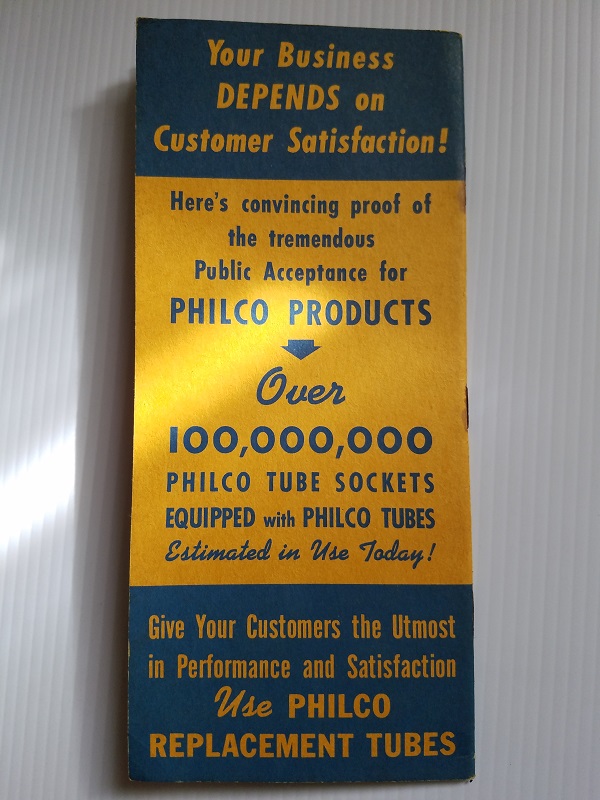 Your Business
DEPENDS on
Customer Satisfaction!
Here's convincing proof of
the tremendous
Public Acceptance for
PHILCO PRODUCTS
Over
100,000,000
PHILCO TUBE SOCKETS
EQUIPPED with PHILCO TUBES
Estimated in Use Today!
Give Your Customers the Utmost
in Performance and Satisfaction
Use PHILCO
REPLACEMENT TUBES